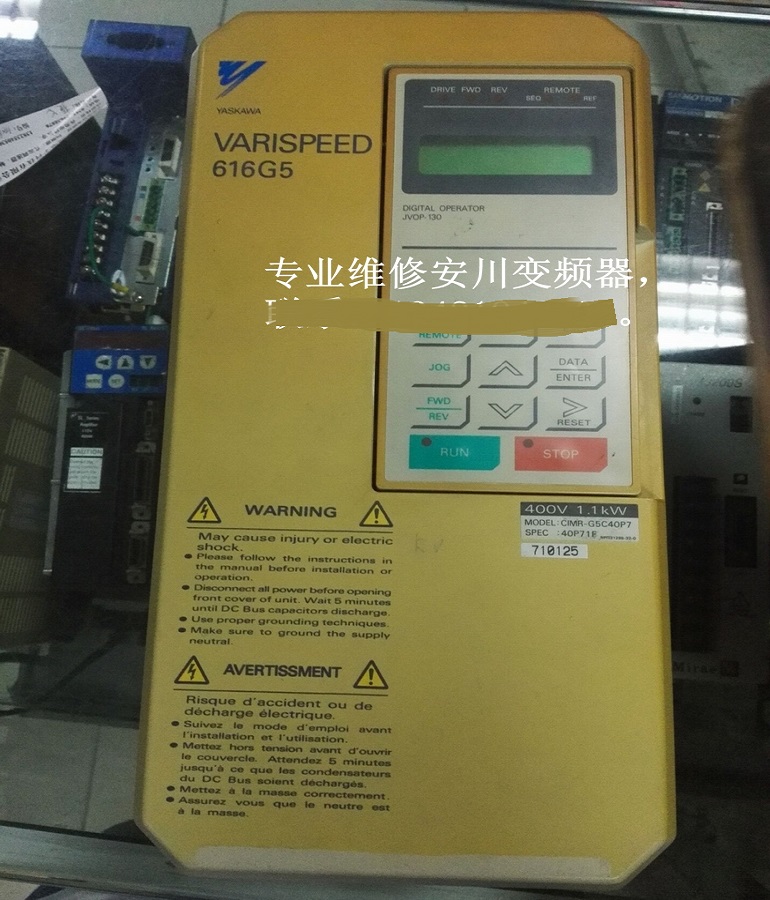 YASKAWA
VARISPEED
616G5
DRIVE FWD REV REMOTE
SEQ REF
DIGITAL OPERATOR
JVOP-130
专业维修安川变频器，
REMOTE
JOG
DATA
ENTER
FWD
REV
RESET
RUN
STOP
400V 1.1kW
MODEL: CIMR-G5C40P7
SPEC :40P71E
710125
WARNING
May cause injury or electric
shock.
● Please follow the instructions in
the manual before installation or
operation.
● Disconnect all power before opening
front cover of unit. Wait 5 minutes
until DC Bus capacitors discharge.
● Use proper grounding techniques.
● Make sure to ground the supply
neutral.
AVERTISSMENT
Risque d'accident ou de
décharge électrique.
● Suivez le mode d'emploi avant
l'installation et l'utilisation.
● Mettez hors tension avant d'ouvrir
le couvercle. Attendez 5 minutes
jusqu'à ce que les condensateurs
du DC Bus soient déchargés.
● Mettez à la masse correctement.
● Assurez vous que le neutre est
à la masse.
CAUTION
MOTION